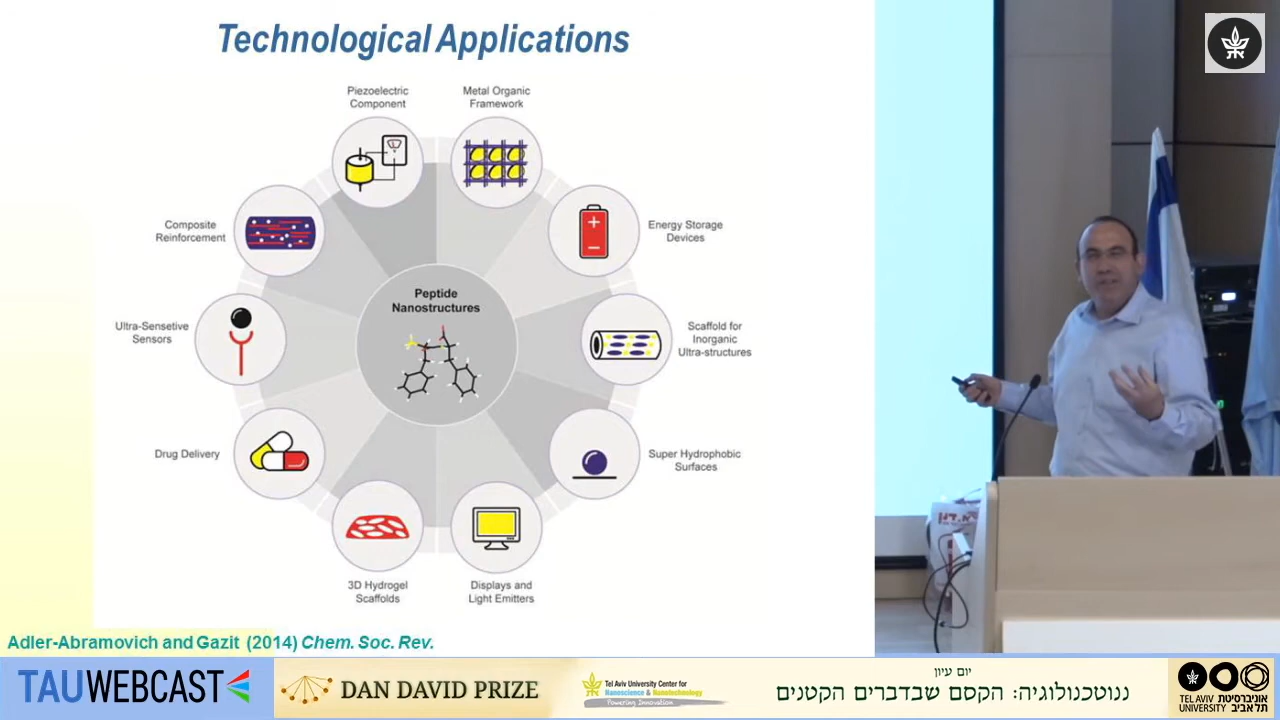 Technological Applications
Piezoelectric
Component
Metal Organic
Framework
Composite
Reinforcement
Energy Storage
Devices
Peptide
Nanostructures
Ultra-Sensetive
Sensors
Scaffold for
Inorganic
Ultra-structures
Drug Delivery
Super Hydrophobic
Surfaces
3D Hydrogel
Scaffolds
Displays and
Light Emitters
Adler-Abramovich and Gazit (2014) Chem. Soc. Rev.
TAUWEBCAST
DAN DAVID PRIZE
Tel Aviv University Center for
Nanoscience & Nanotechnology
Powering Innovation
יום עיון
ננוטכנולוגיה: הקסם שבדברים הקטנים
TEL AVIV
UNIVERSITY
אוניברסיטת
תל אביב